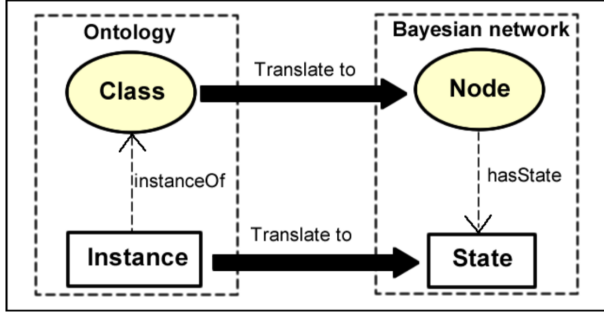 Ontology
Bayesian network
Class
Translate to
Node
instanceOf
hasState
Instance
Translate to
State